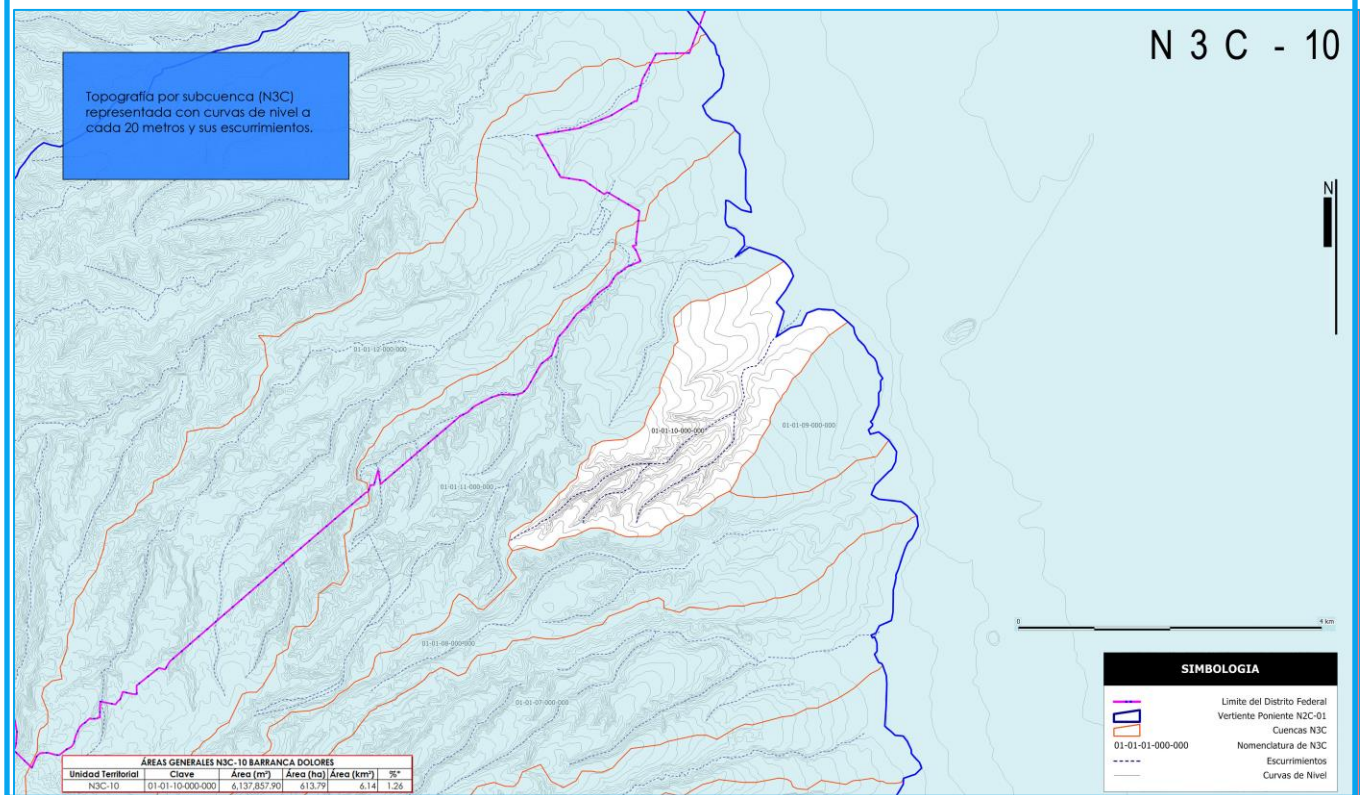 N 3 C - 10
Topografía por subcuenca (N3C)
representada con curvas de nivel a
cada 20 metros y sus escurrimientos.
N
01-01-12-000-000
01-01-10-000-000
01-01-09-000-000
01-01-11-000-000
01-01-08-000-000
01-01-07-000-000
0 4 km
SIMBOLOGIA
Limite del Distrito Federal
Vertiente Poniente N2C-01
Cuencas N3C
01-01-01-000-000 Nomenclatura de N3C
Escurrimientos
Curvas de Nivel
ÁREAS GENERALES N3C-10 BARRANCA DOLORES
Unidad Territorial Clave Área (m²) Área (ha) Área (km²) %*
N3C-10 01-01-10-000-000 6,137,857.90 613.79 6.14 1.26